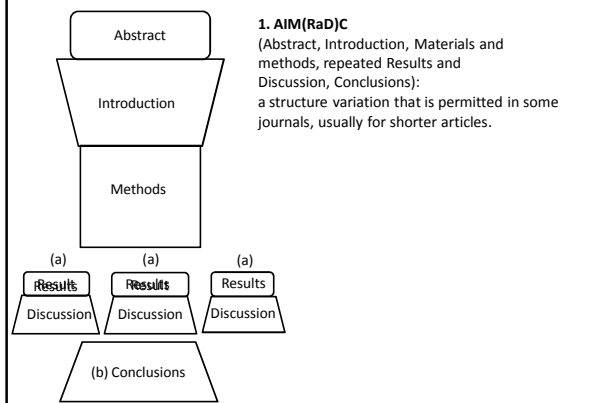 Abstract
1. AIM(RaD)C
(Abstract, Introduction, Materials and
methods, repeated Results and
Discussion, Conclusions):
a structure variation that is permitted in some
journals, usually for shorter articles.
Introduction
Methods
(a) (a) (a)
Results Results Results
Discussion Discussion Discussion
(b) Conclusions